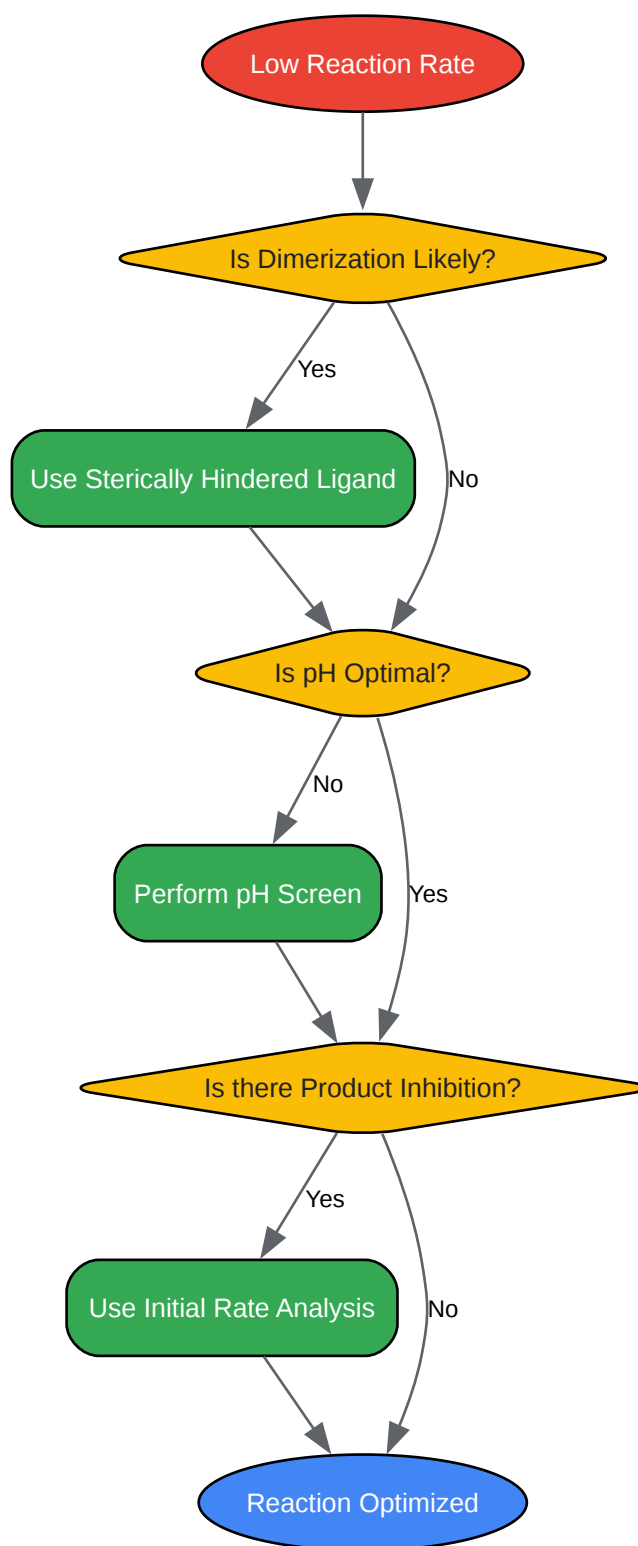 Low Reaction Rate
Is Dimerization Likely?
Yes
Use Sterically Hindered Ligand
No
Is pH Optimal?
No
Perform pH Screen
Yes
Is there Product Inhibition?
Yes
Use Initial Rate Analysis
No
Reaction Optimized